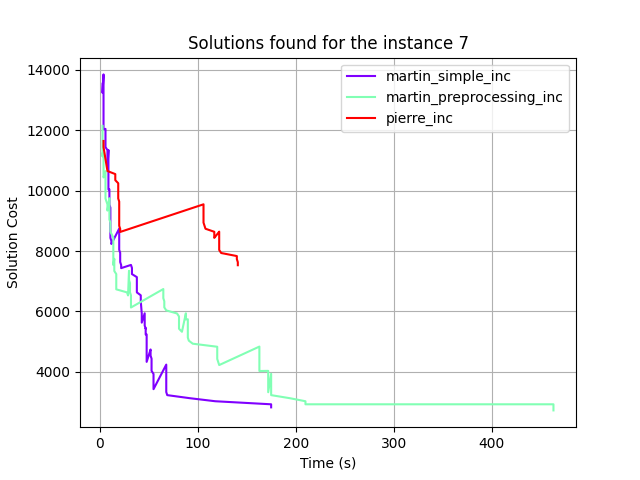 Solutions found for the instance 7
martin_simple_inc
martin_preprocessing_inc
pierre_inc
14000
12000
10000
8000
6000
4000
Solution Cost
0
100
200
300
400
Time (s)